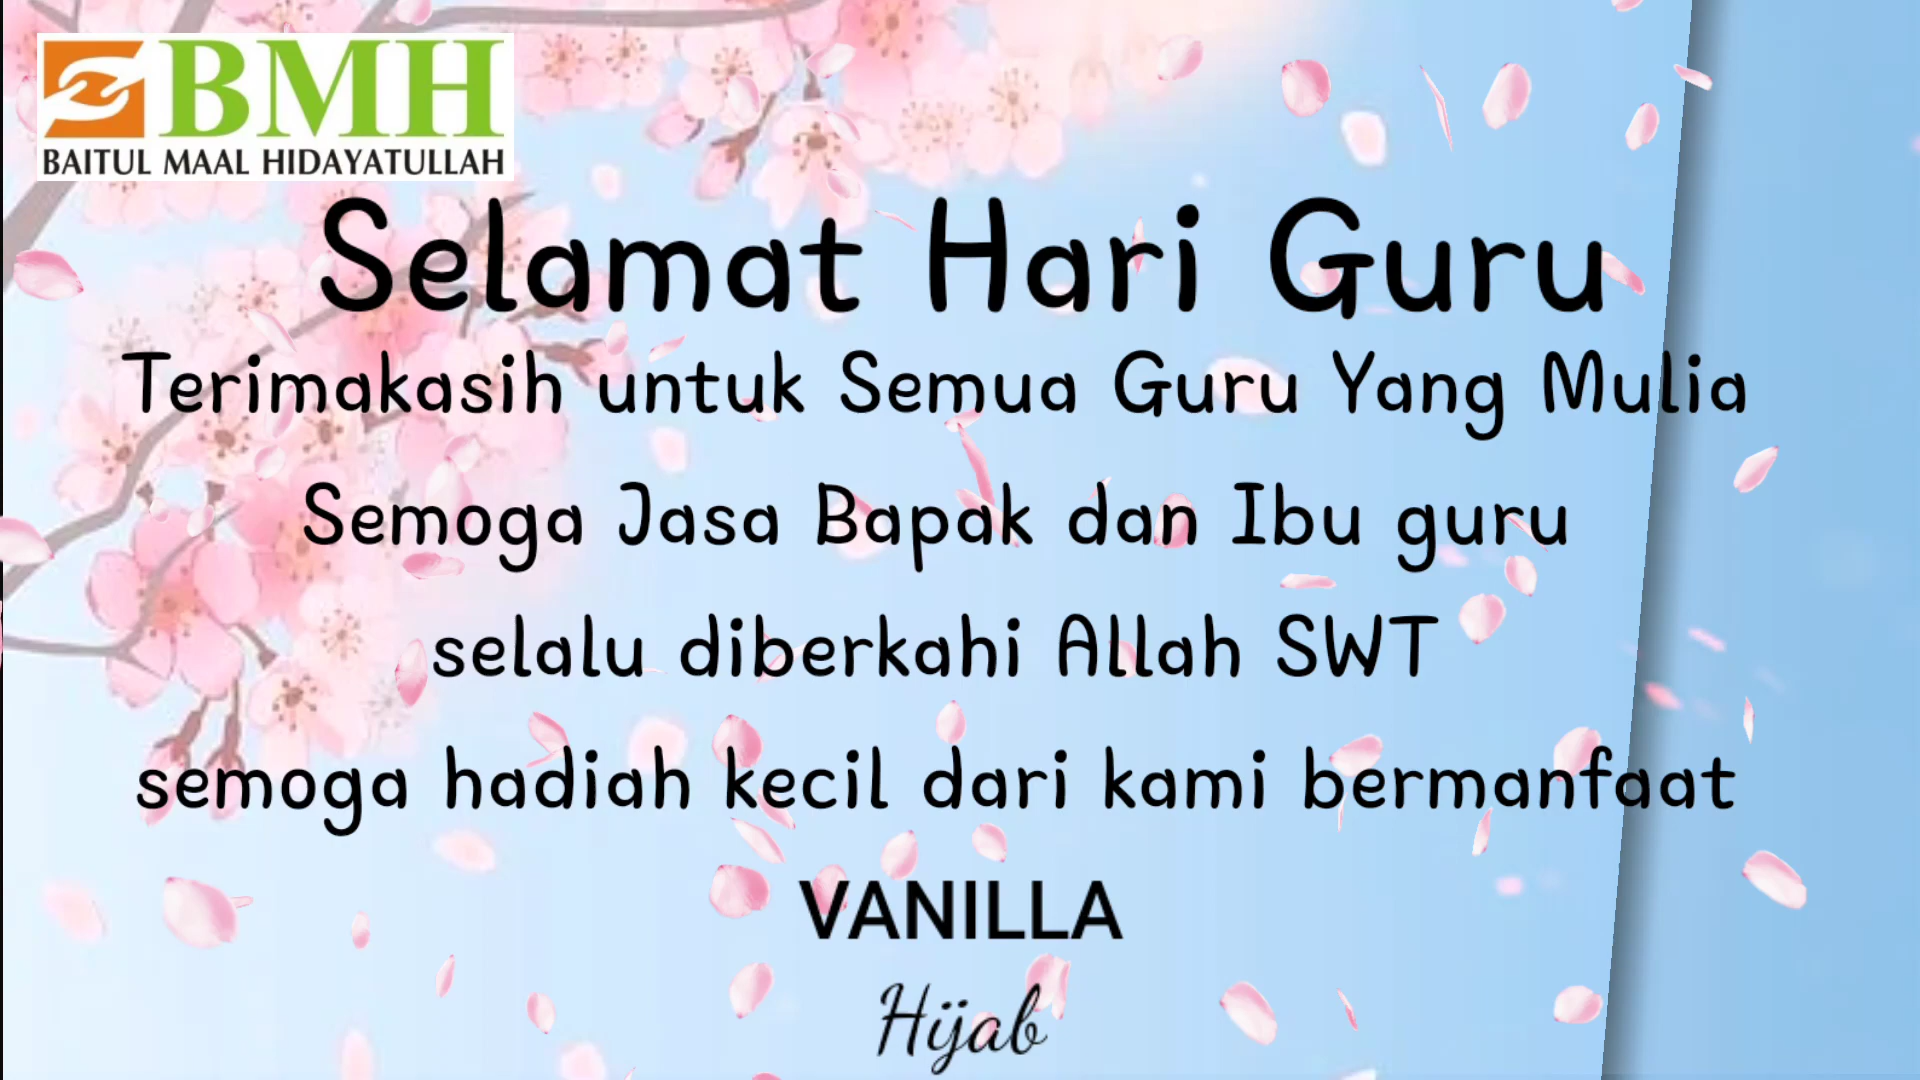 BMH
BAITUL MAAL HIDAYATULLAH
Selamat Hari Guru
Terimakasih untuk Semua Guru Yang Mulia
Semoga Jasa Bapak dan Ibu guru
selalu diberkahi Allah SWT
semoga hadiah kecil dari kami bermanfaat
VANILLA
Hijab